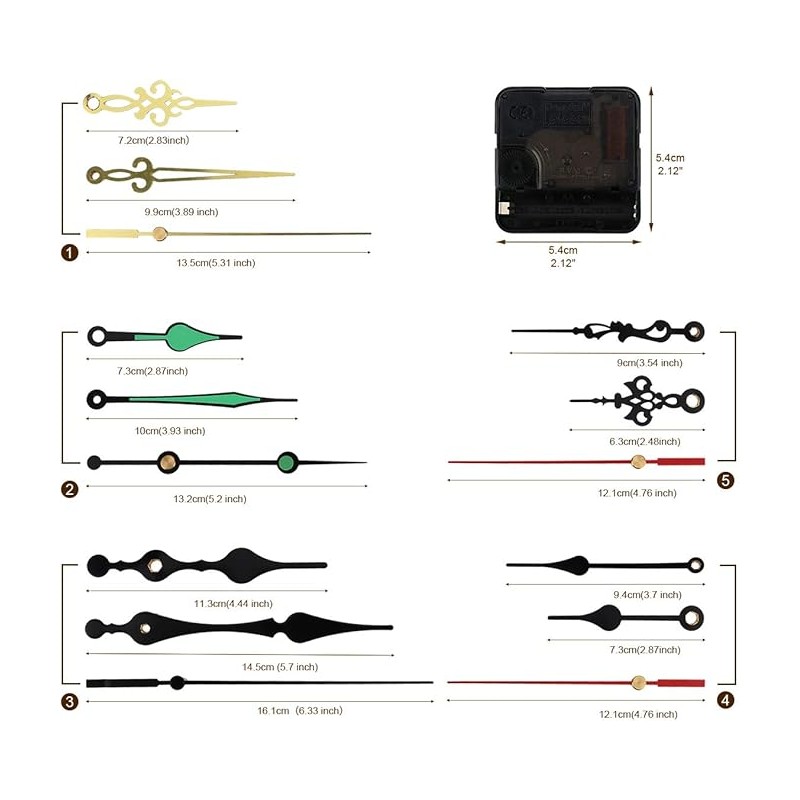 7.2cm(2.83inch)
9.9cm(3.89 inch)
1
13.5cm(5.31 inch)
5.4cm
2.12"
5.4cm
2.12"
7.3cm(2.87inch)
10cm(3.93 inch)
2
13.2cm(5.2 inch)
9cm(3.54 inch)
6.3cm(2.48inch)
5
12.1cm(4.76 inch)
11.3cm(4.44 inch)
14.5cm (5.7 inch)
3
16.1cm (6.33 inch)
9.4cm(3.7 inch)
7.3cm(2.87inch)
4
12.1cm(4.76 inch)